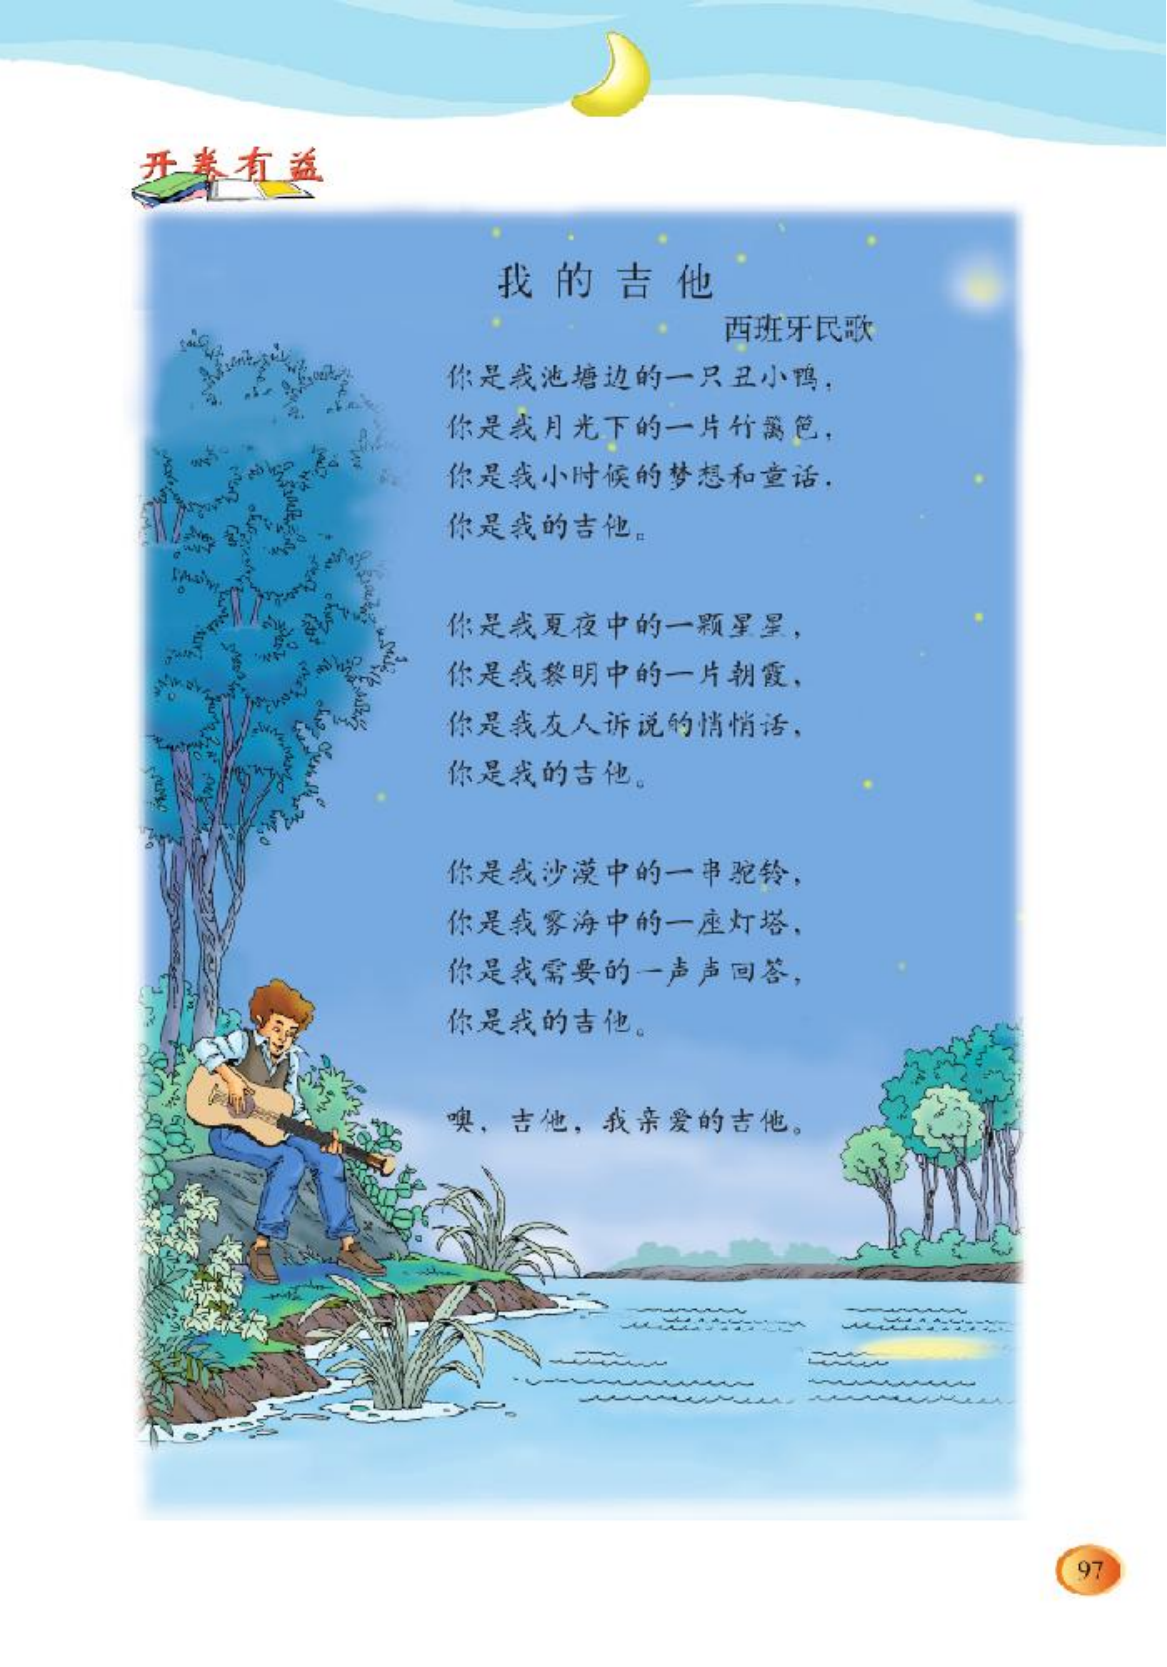 开卷有益
我的吉他
西班牙民歌
你是我池塘边的一只丑小鸭，
你是我月光下的一片竹篱笆，
你是我小时候的梦想和童话．
你是我的吉他。
你是我夏夜中的一颗星星，
你是我黎明中的一片朝霞，
你是我友人诉说的悄悄话，
你是我的吉他。
你是我沙漠中的一串驼铃，
你是我雾海中的一座灯塔，
你是我需要的一声声回答，
你是我的吉他。
噢，吉他，我亲爱的吉他。
97